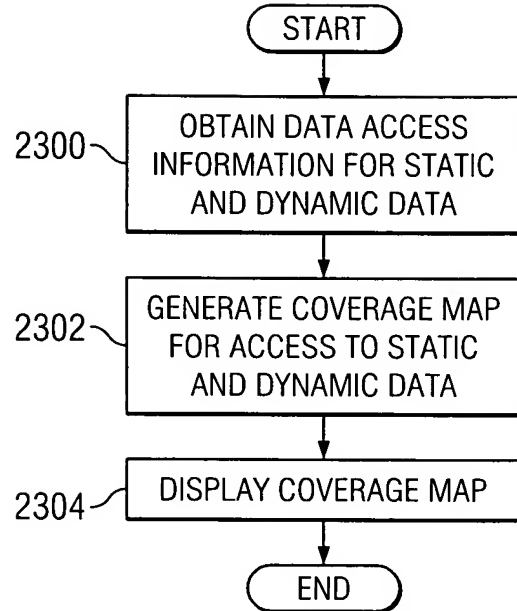 START
2300
OBTAIN DATA ACCESS
INFORMATION FOR STATIC
AND DYNAMIC DATA
2302
GENERATE COVERAGE MAP
FOR ACCESS TO STATIC
AND DYNAMIC DATA
2304
DISPLAY COVERAGE MAP
END